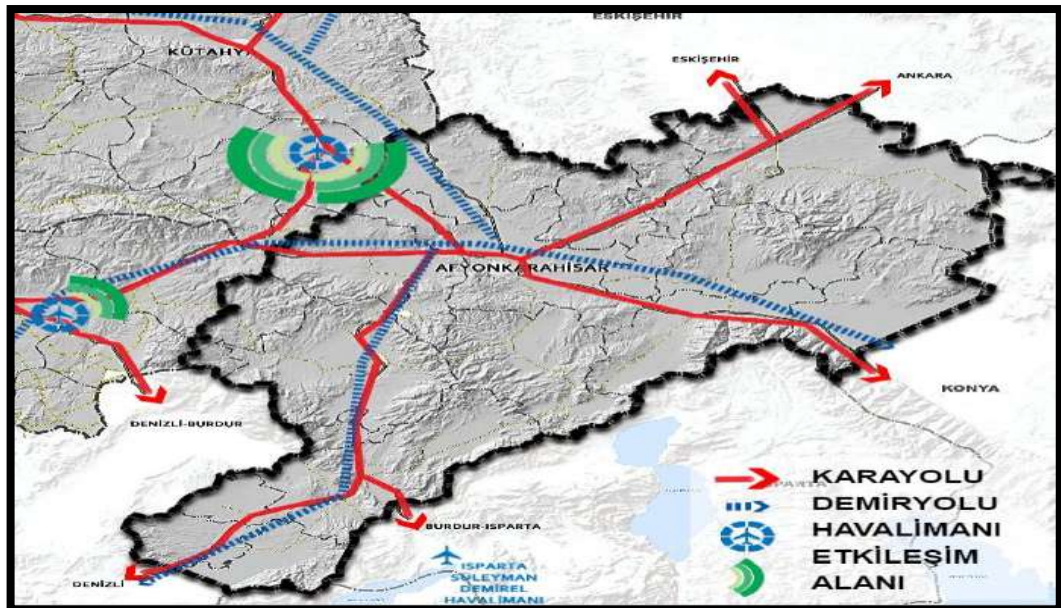 ESKİŞEHİR
KÜTAHY
ESKİŞEHİR
ANKARA
AFYONKARAHİSAR
KONYA
DENİZLİ-BURDUR
BURDUR-ISPARTA
DENİZLİ
ISPARTA
SÜLEYMAN
DEMİREL
HAVALİMANI
KARAYOLU
DEMİRYOLU
HAVALİMANI
ETKİLEŞİM
ALANI